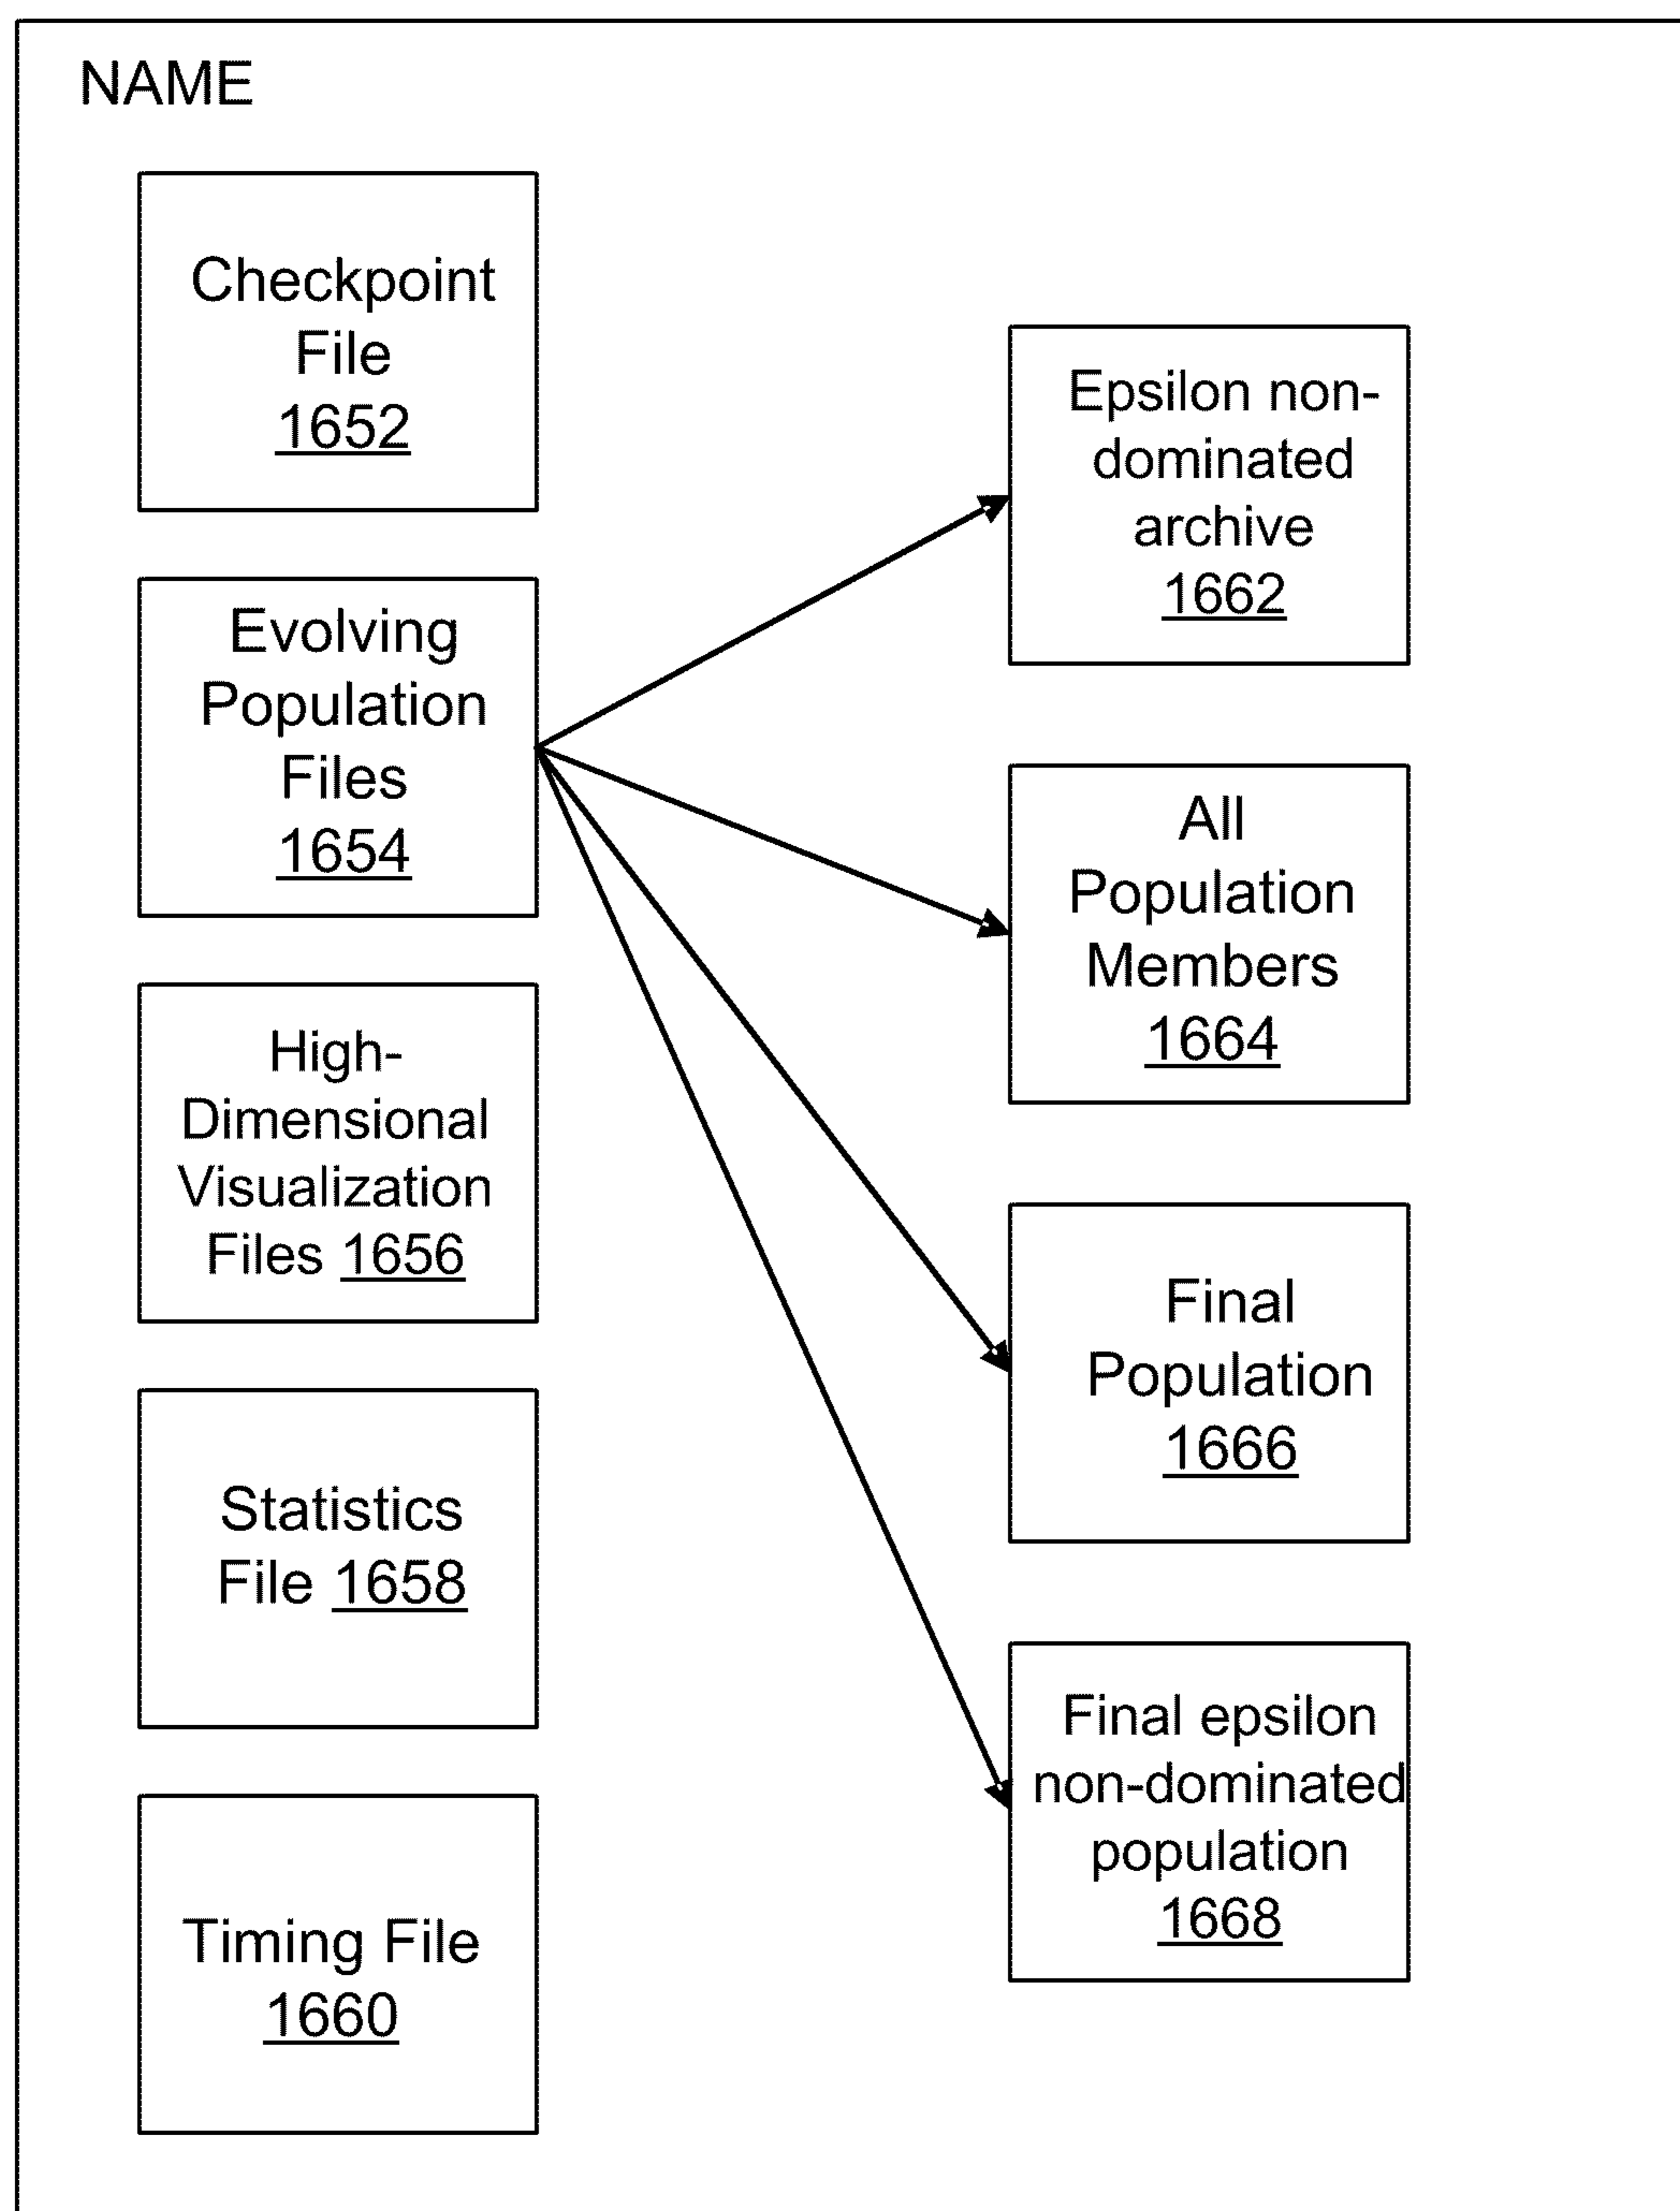 NAME
Checkpoint
File
1652
Evolving
Population
Files
1654
High-
Dimensional
Visualization
Files 1656
Statistics
File 1658
Timing File
1660
Epsilon non-
dominated
archive
1662
All
Population
Members
1664
Final
Population
1666
Final epsilon
non-dominated
population
1668